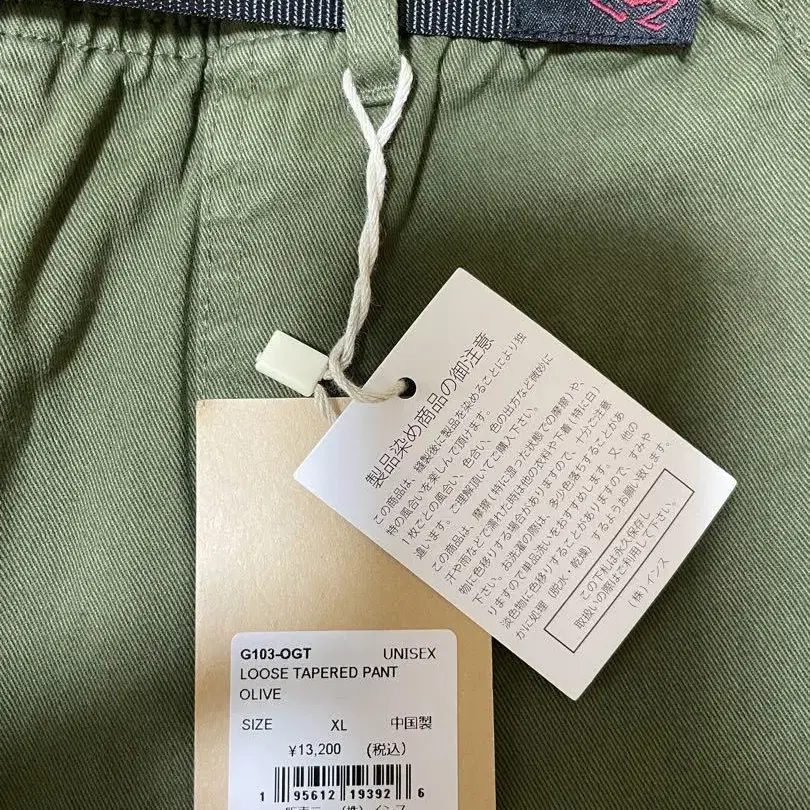 製品染め商品の御注意
この商品は、縫製後に製品を染めることにより独
特の風合いを楽しんで頂けます。
1枚ごとの風合い、色合い、色の出方など微妙に
違います。ご理解頂いてご購入下さい。
この商品は、摩擦(特に湿った状態での摩擦)や、
汗や雨などで濡れた時は他の衣料や下着(特に白)
物に色移りする場合がありますので、十分ご注意
下さい。お洗濯の際は、多少色落ちすることがあ
りますので単品洗いをおすすめします。又、他の
淡色物に色移りすることがありますので、すみや
かに処理(脱水・乾燥)するようお願い致します。
この下札は永久保存し
取扱いの際はご利用して下さい。
(株)インス
G103-OGT UNISEX
LOOSE TAPERED PANT
OLIVE
SIZE XL 中国製
¥13,200 (税込)
1 95612 19392 6
(株)インス